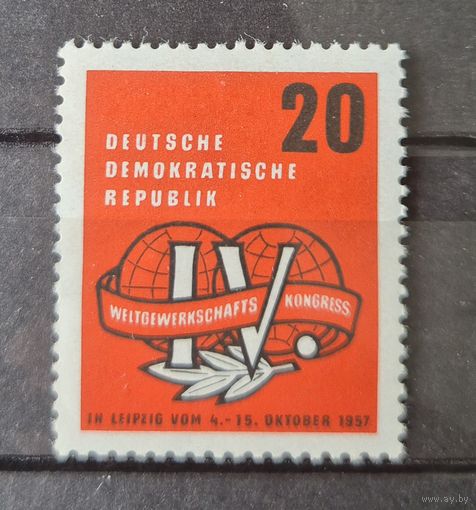 20
DEUTSCHE
DEMOKRATISCHE
REPUBLIK
IV.
WELTGEWERKSCHAFTS KONGRESS
IN LEIPZIG VOM 4.-15. OKTOBER 1957
www.ay.by